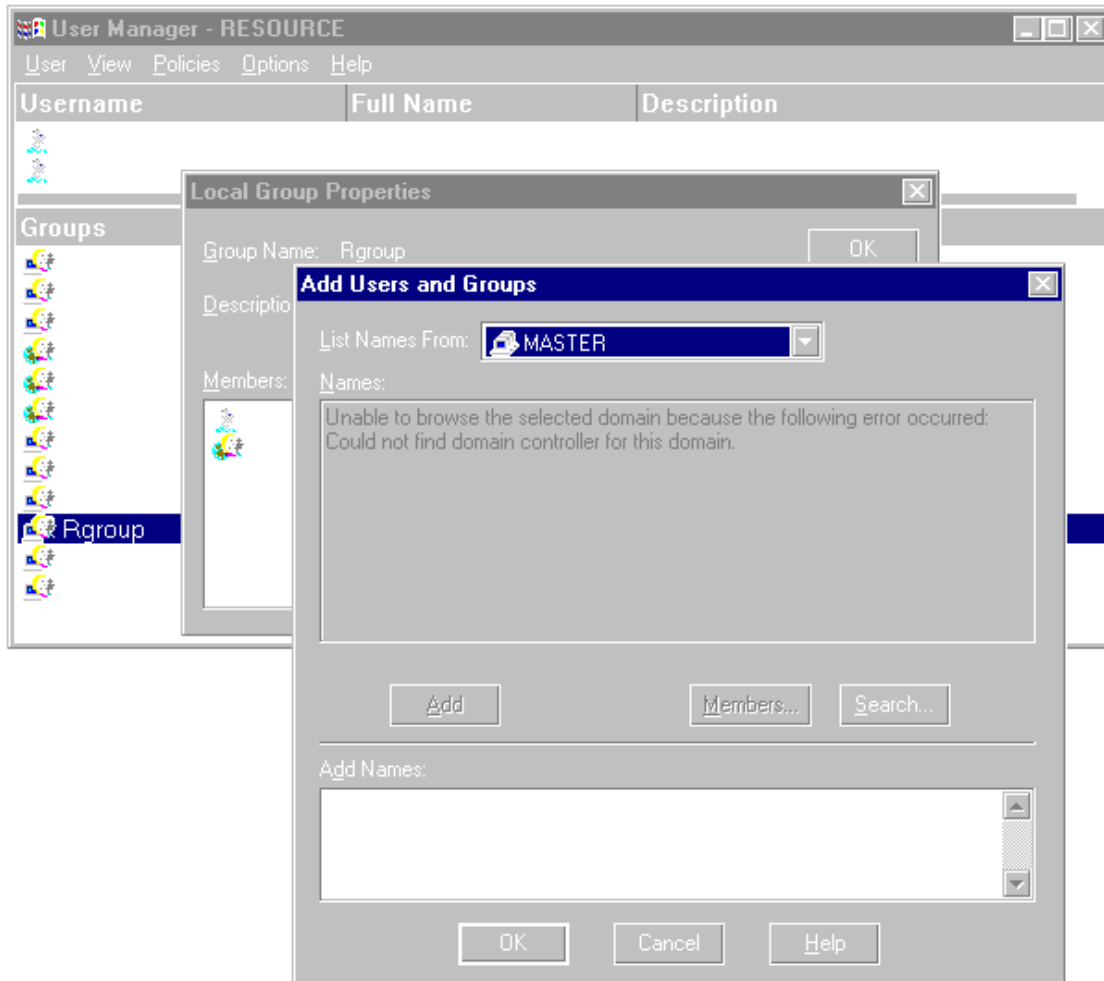 User Manager - RESOURCE
User View Policies Options Help
Username Full Name Description
Local Group Properties
Groups
Group Name: Rgroup OK
Add Users and Groups
Descriptio
List Names From: MASTER
Members:
Names:
Unable to browse the selected domain because the following error occurred:
Could not find domain controller for this domain.
Rgroup
Add Members... Search...
Add Names:
OK Cancel Help